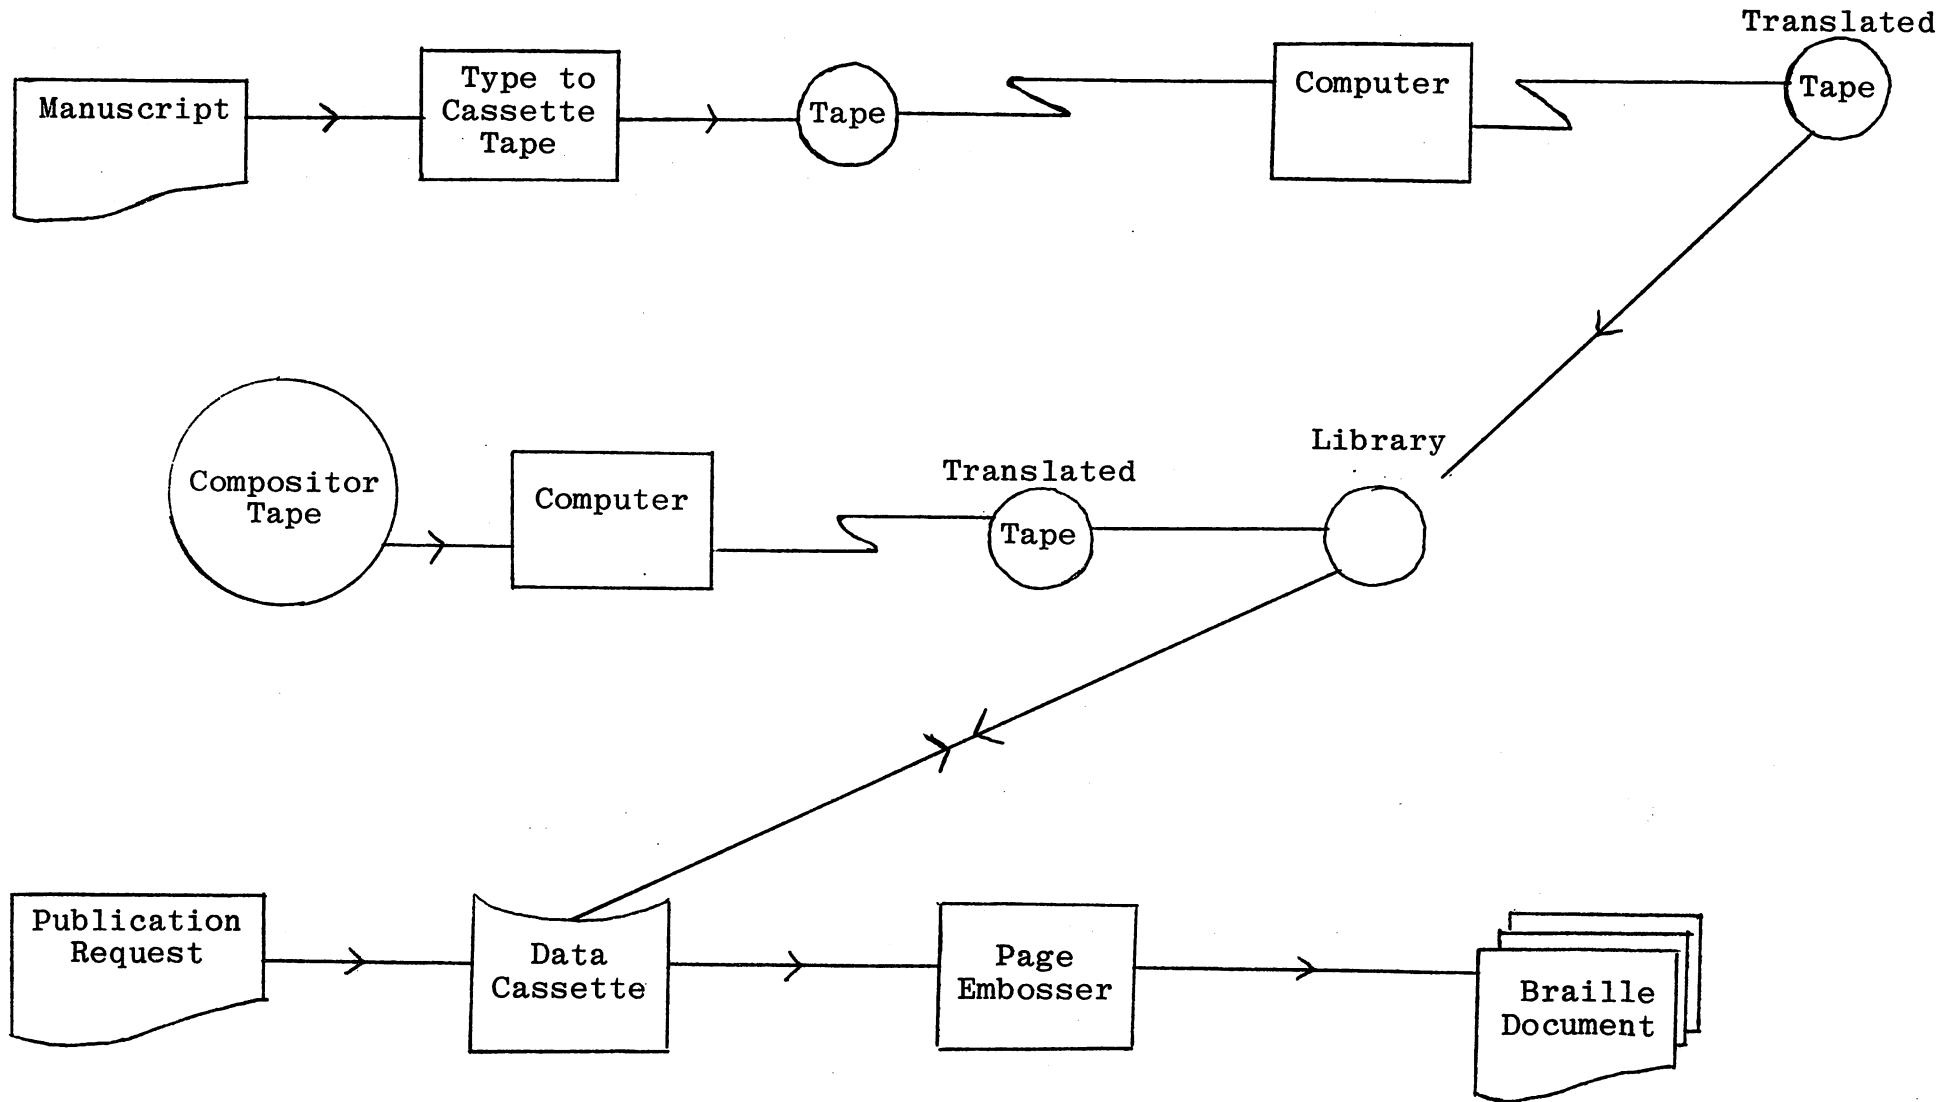 Translated
Manuscript
Type to
Cassette
Tape
Tape
Computer
Tape
Library
Compositor
Tape
Computer
Translated
Tape
Publication
Request
Data
Cassette
Page
Embosser
Braille
Document